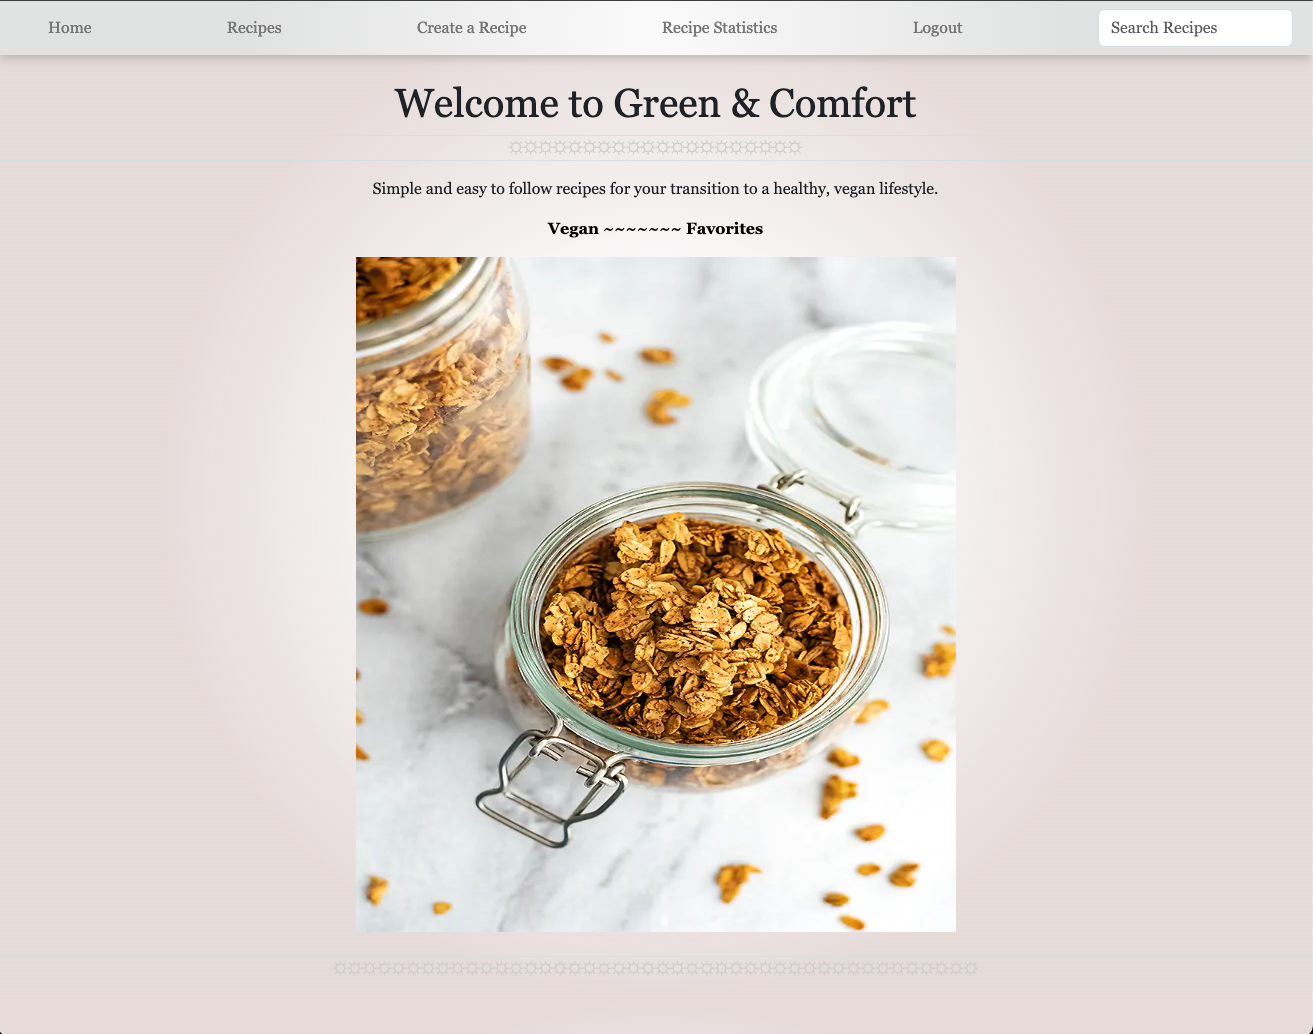 Home Recipes Create a Recipe Recipe Statistics Logout Search Recipes
Welcome to Green & Comfort
☼☼☼☼☼☼☼☼☼☼☼☼☼☼☼☼☼☼☼☼
Simple and easy to follow recipes for your transition to a healthy, vegan lifestyle.
Vegan ~~~~~~~ Favorites
☼☼☼☼☼☼☼☼☼☼☼☼☼☼☼☼☼☼☼☼☼☼☼☼☼☼☼☼☼☼☼☼☼☼☼☼☼☼☼☼☼☼☼☼